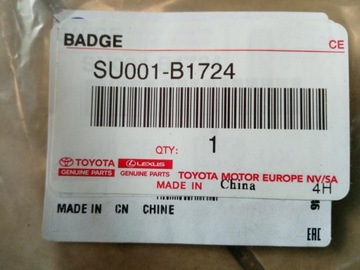 BADGE CE
SU001-B1724
QTY: 1
TOYOTA LEXUS
GENUINE PARTS GENUINE PARTS TOYOTA MOTOR EUROPE NV/SA
MADE IN China 4H
MADE IN CN CHINE
EAC